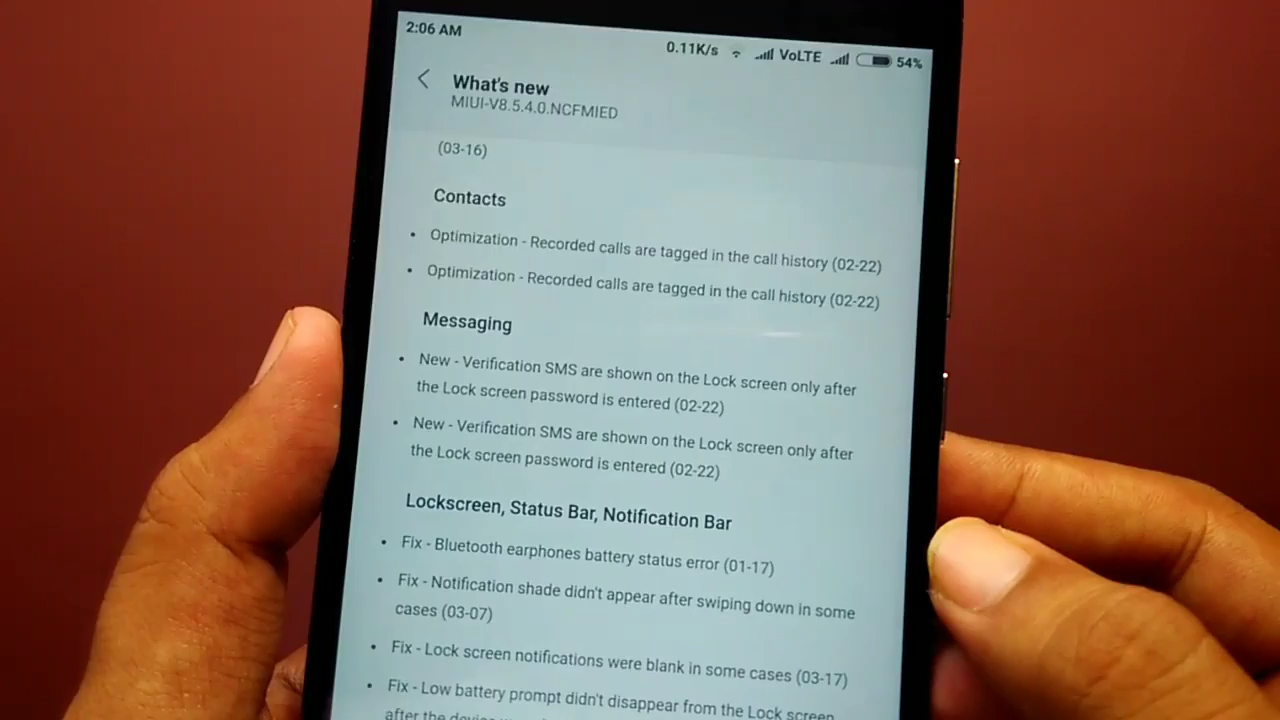 2:06 AM
0.11K/s VoLTE 54%
What's new
MIUI-V8.5.4.0.NCFMIED
(03-16)
Contacts
• Optimization - Recorded calls are tagged in the call history (02-22)
• Optimization - Recorded calls are tagged in the call history (02-22)
Messaging
• New - Verification SMS are shown on the Lock screen only after
the Lock screen password is entered (02-22)
• New - Verification SMS are shown on the Lock screen only after
the Lock screen password is entered (02-22)
Lockscreen, Status Bar, Notification Bar
• Fix - Bluetooth earphones battery status error (01-17)
• Fix - Notification shade didn't appear after swiping down in some
cases (03-07)
• Fix - Lock screen notifications were blank in some cases (03-17)
• Fix - Low battery prompt didn't disappear from the Lock screen
after the